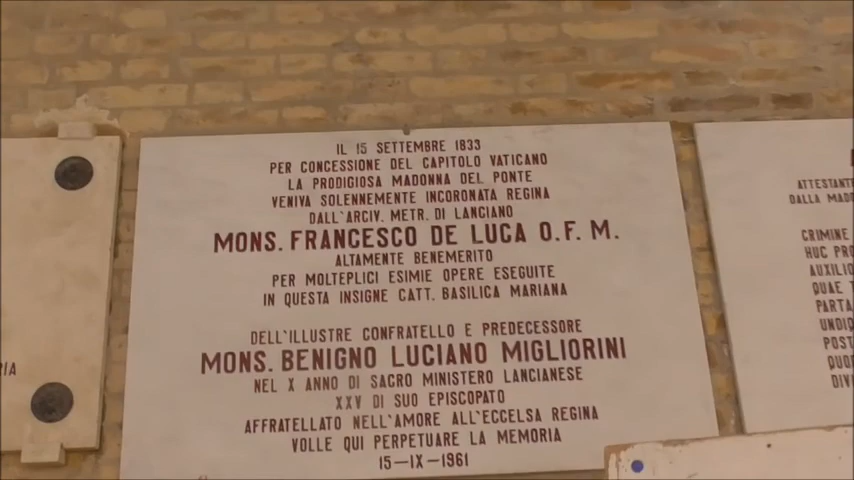 IL 15 SETTEMBRE 1833
PER CONCESSIONE DEL CAPITOLO VATICANO
LA PRODIGIOSA MADONNA DEL PONTE
VENIVA SOLENNEMENTE INCORONATA REGINA
DALL'ARCIV. METR. DI LANCIANO
MONS. FRANCESCO DE LUCA O.F.M.
ALTAMENTE BENEMERITO
PER MOLTEPLICI ESIMIE OPERE ESEGUITE
IN QUESTA INSIGNE CATT. BASILICA MARIANA
DELL'ILLUSTRE CONFRATELLO E PREDECESSORE
MONS. BENIGNO LUCIANO MIGLIORINI
NEL X ANNO DI SACRO MINISTERO LANCIANESE
XXV DI SUO EPISCOPATO
AFFRATELLATO NELL'AMORE ALL'ECCELSA REGINA
VOLLE QUI PERPETUARE LA MEMORIA
15-IX-1961
ATTESTANT
DALLA MAD
CRIMINE
HUC PRO
AUXILIO
QUAE T
PARTA
UNDIQ
POST
QUOD
DIVI